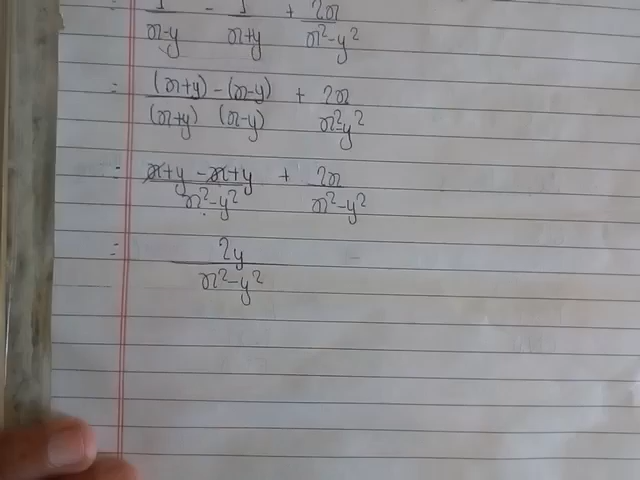 = 1/(x-y) - 1/(x+y) + 2x/(x²-y²)
= ((x+y) - (x-y))/((x+y) (x-y)) + 2x/(x²-y²)
= (x+y - x+y)/(x²-y²) + 2x/(x²-y²)
= 2y/(x²-y²)